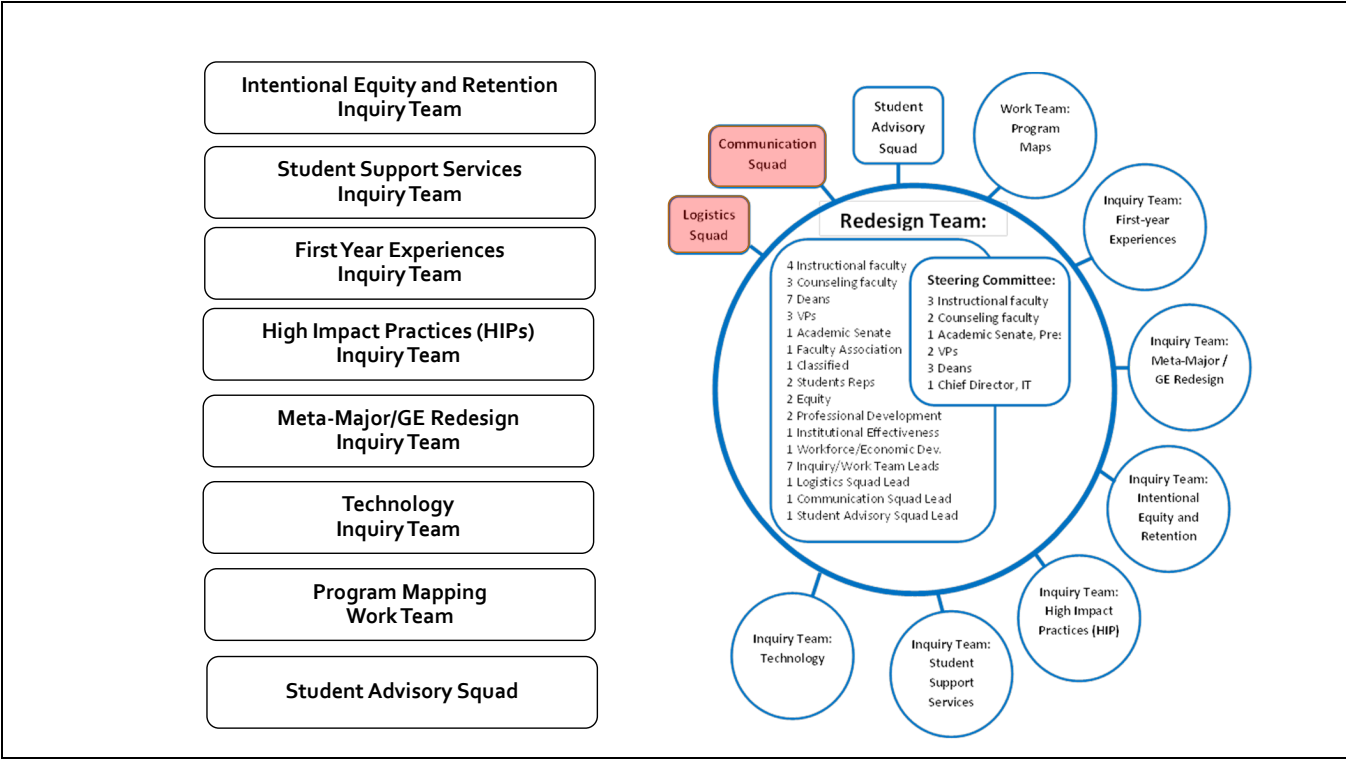 Intentional Equity and Retention
Inquiry Team
Student Support Services
Inquiry Team
First Year Experiences
Inquiry Team
High Impact Practices (HIPs)
Inquiry Team
Meta-Major/GE Redesign
Inquiry Team
Technology
Inquiry Team
Program Mapping
Work Team
Student Advisory Squad
Logistics
Squad
Communication
Squad
Student
Advisory
Squad
Work Team:
Program
Maps
Inquiry Team:
First-year
Experiences
Inquiry Team:
Meta-Major /
GE Redesign
Inquiry Team:
Intentional
Equity and
Retention
Inquiry Team:
High Impact
Practices (HIP)
Inquiry Team:
Student
Support
Services
Inquiry Team:
Technology
Redesign Team:
4 Instructional faculty
3 Counseling faculty
7 Deans
3 VPs
1 Academic Senate
1 Faculty Association
1 Classified
2 Students Reps
2 Equity
2 Professional Development
1 Institutional Effectiveness
1 Workforce/Economic Dev.
7 Inquiry/Work Team Leads
1 Logistics Squad Lead
1 Communication Squad Lead
1 Student Advisory Squad Lead
Steering Committee:
3 Instructional faculty
2 Counseling faculty
1 Academic Senate, Pres
2 VPs
3 Deans
1 Chief Director, IT